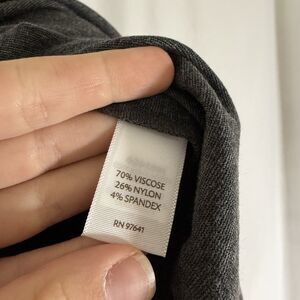 70% VISCOSE
26% NYLON
4% SPANDEX
RN 97641